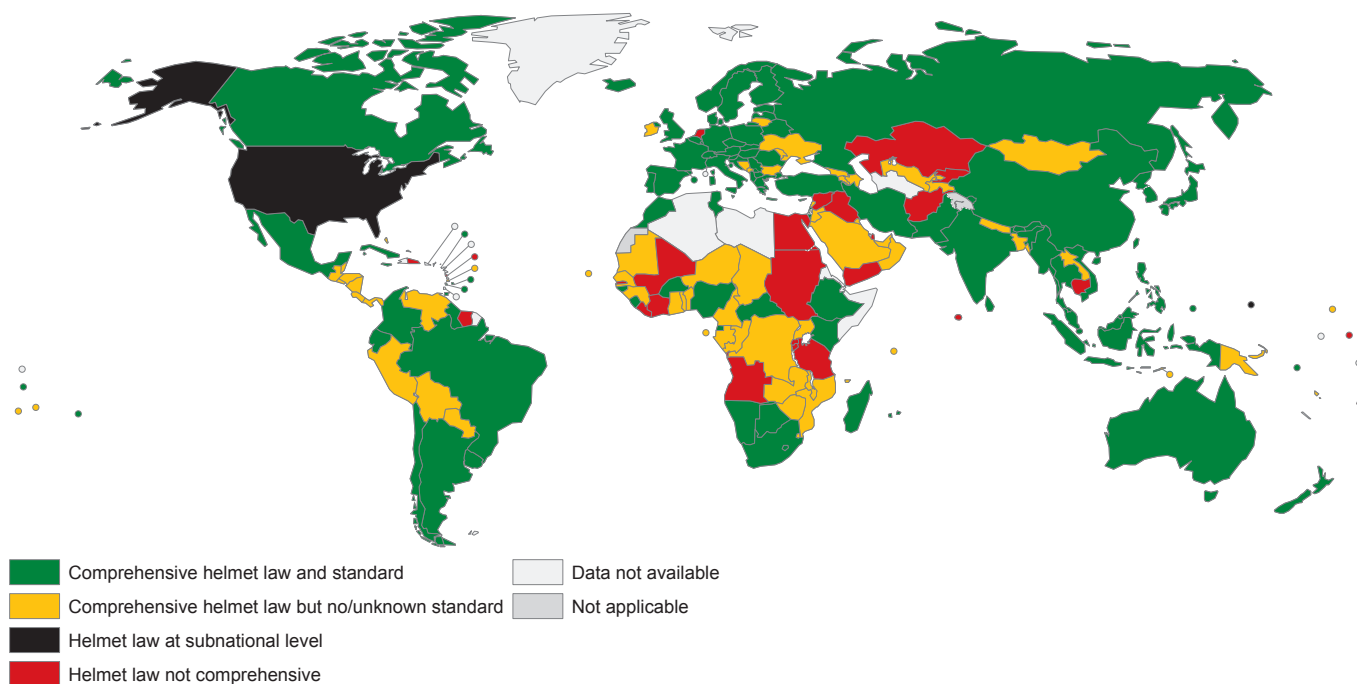 Comprehensive helmet law and standard
Comprehensive helmet law but no/unknown standard
Helmet law at subnational level
Helmet law not comprehensive
Data not available
Not applicable